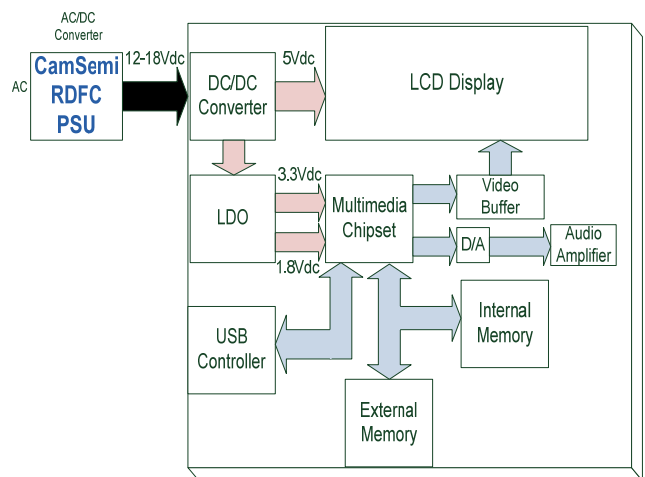 AC/DC
Converter
AC
CamSemi
RDFC
PSU
12-18Vdc
DC/DC
Converter
5Vdc
LCD Display
LDO
3.3Vdc
1.8Vdc
Multimedia
Chipset
Video
Buffer
D/A
Audio
Amplifier
USB
Controller
Internal
Memory
External
Memory